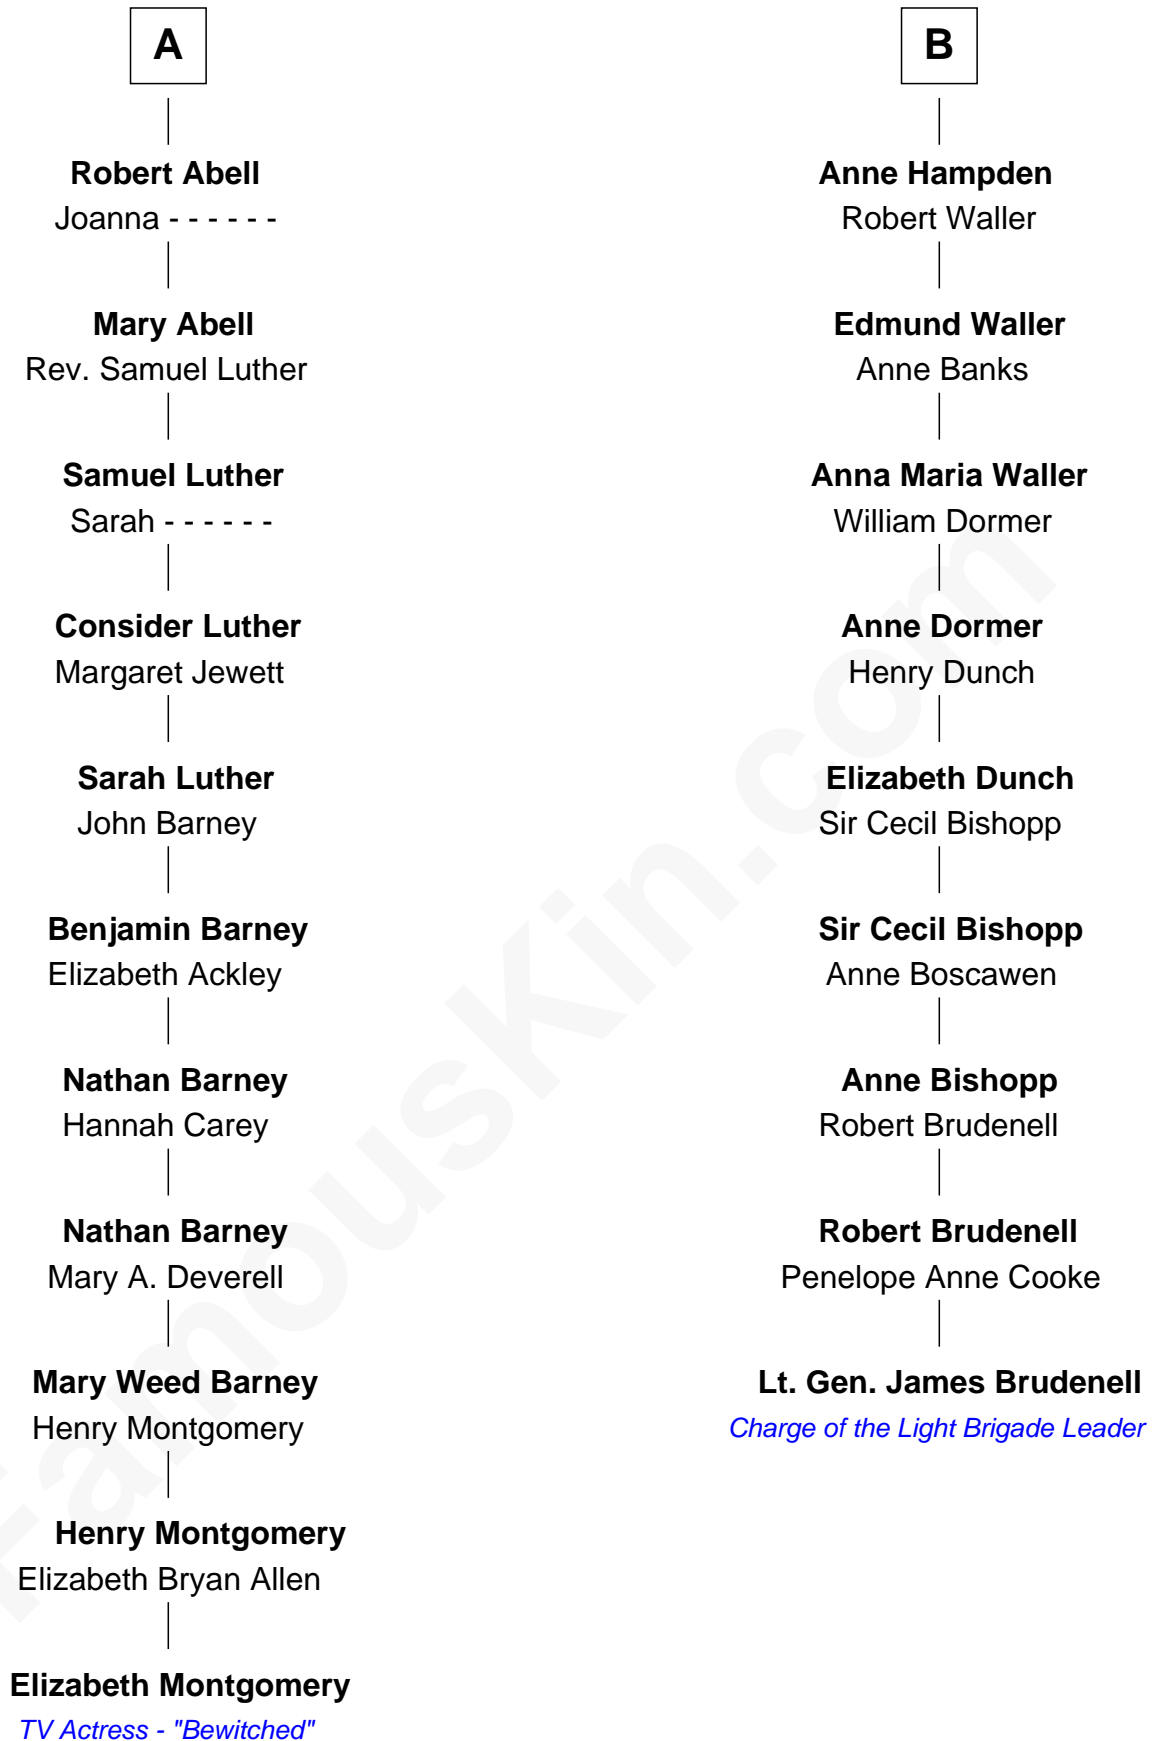 A
Robert Abell
Joanna - - - - - -
Mary Abell
Rev. Samuel Luther
Samuel Luther
Sarah - - - - - -
Consider Luther
Margaret Jewett
Sarah Luther
John Barney
Benjamin Barney
Elizabeth Ackley
Nathan Barney
Hannah Carey
Nathan Barney
Mary A. Deverell
Mary Weed Barney
Henry Montgomery
Henry Montgomery
Elizabeth Bryan Allen
Elizabeth Montgomery
TV Actress - "Bewitched"
B
Anne Hampden
Robert Waller
Edmund Waller
Anne Banks
Anna Maria Waller
William Dormer
Anne Dormer
Henry Dunch
Elizabeth Dunch
Sir Cecil Bishopp
Sir Cecil Bishopp
Anne Boscawen
Anne Bishopp
Robert Brudenell
Robert Brudenell
Penelope Anne Cooke
Lt. Gen. James Brudenell
Charge of the Light Brigade Leader
FamousKin.com